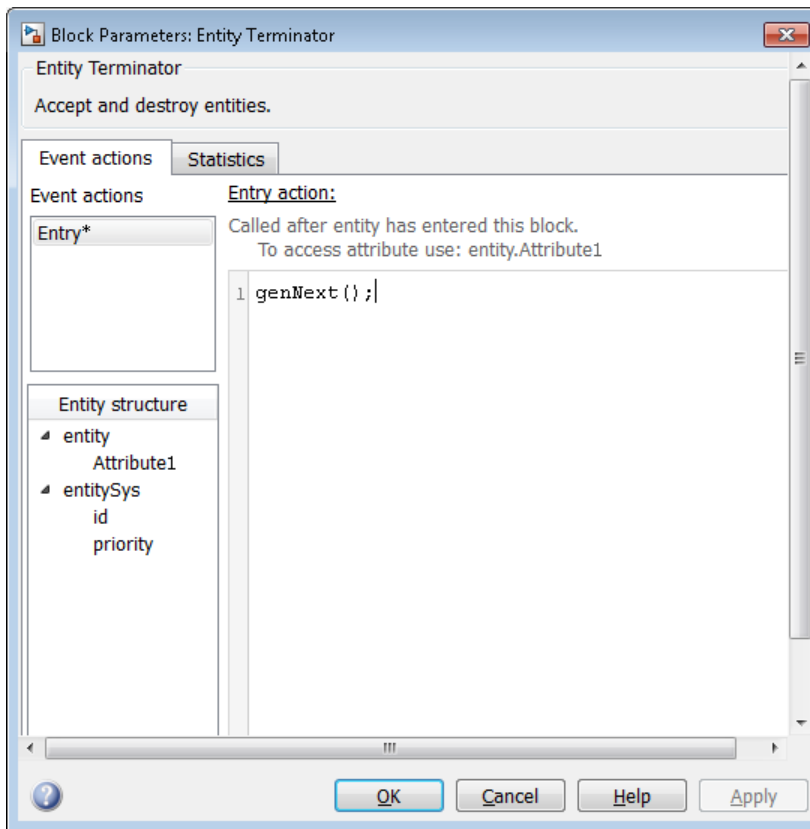 Block Parameters: Entity Terminator
Entity Terminator
Accept and destroy entities.
Event actions
Statistics
Event actions
Entry*
Entry action:
Called after entity has entered this block.
To access attribute use: entity.Attribute1
1 genNext();
Entity structure
entity
Attribute1
entitySys
id
priority
OK Cancel Help Apply